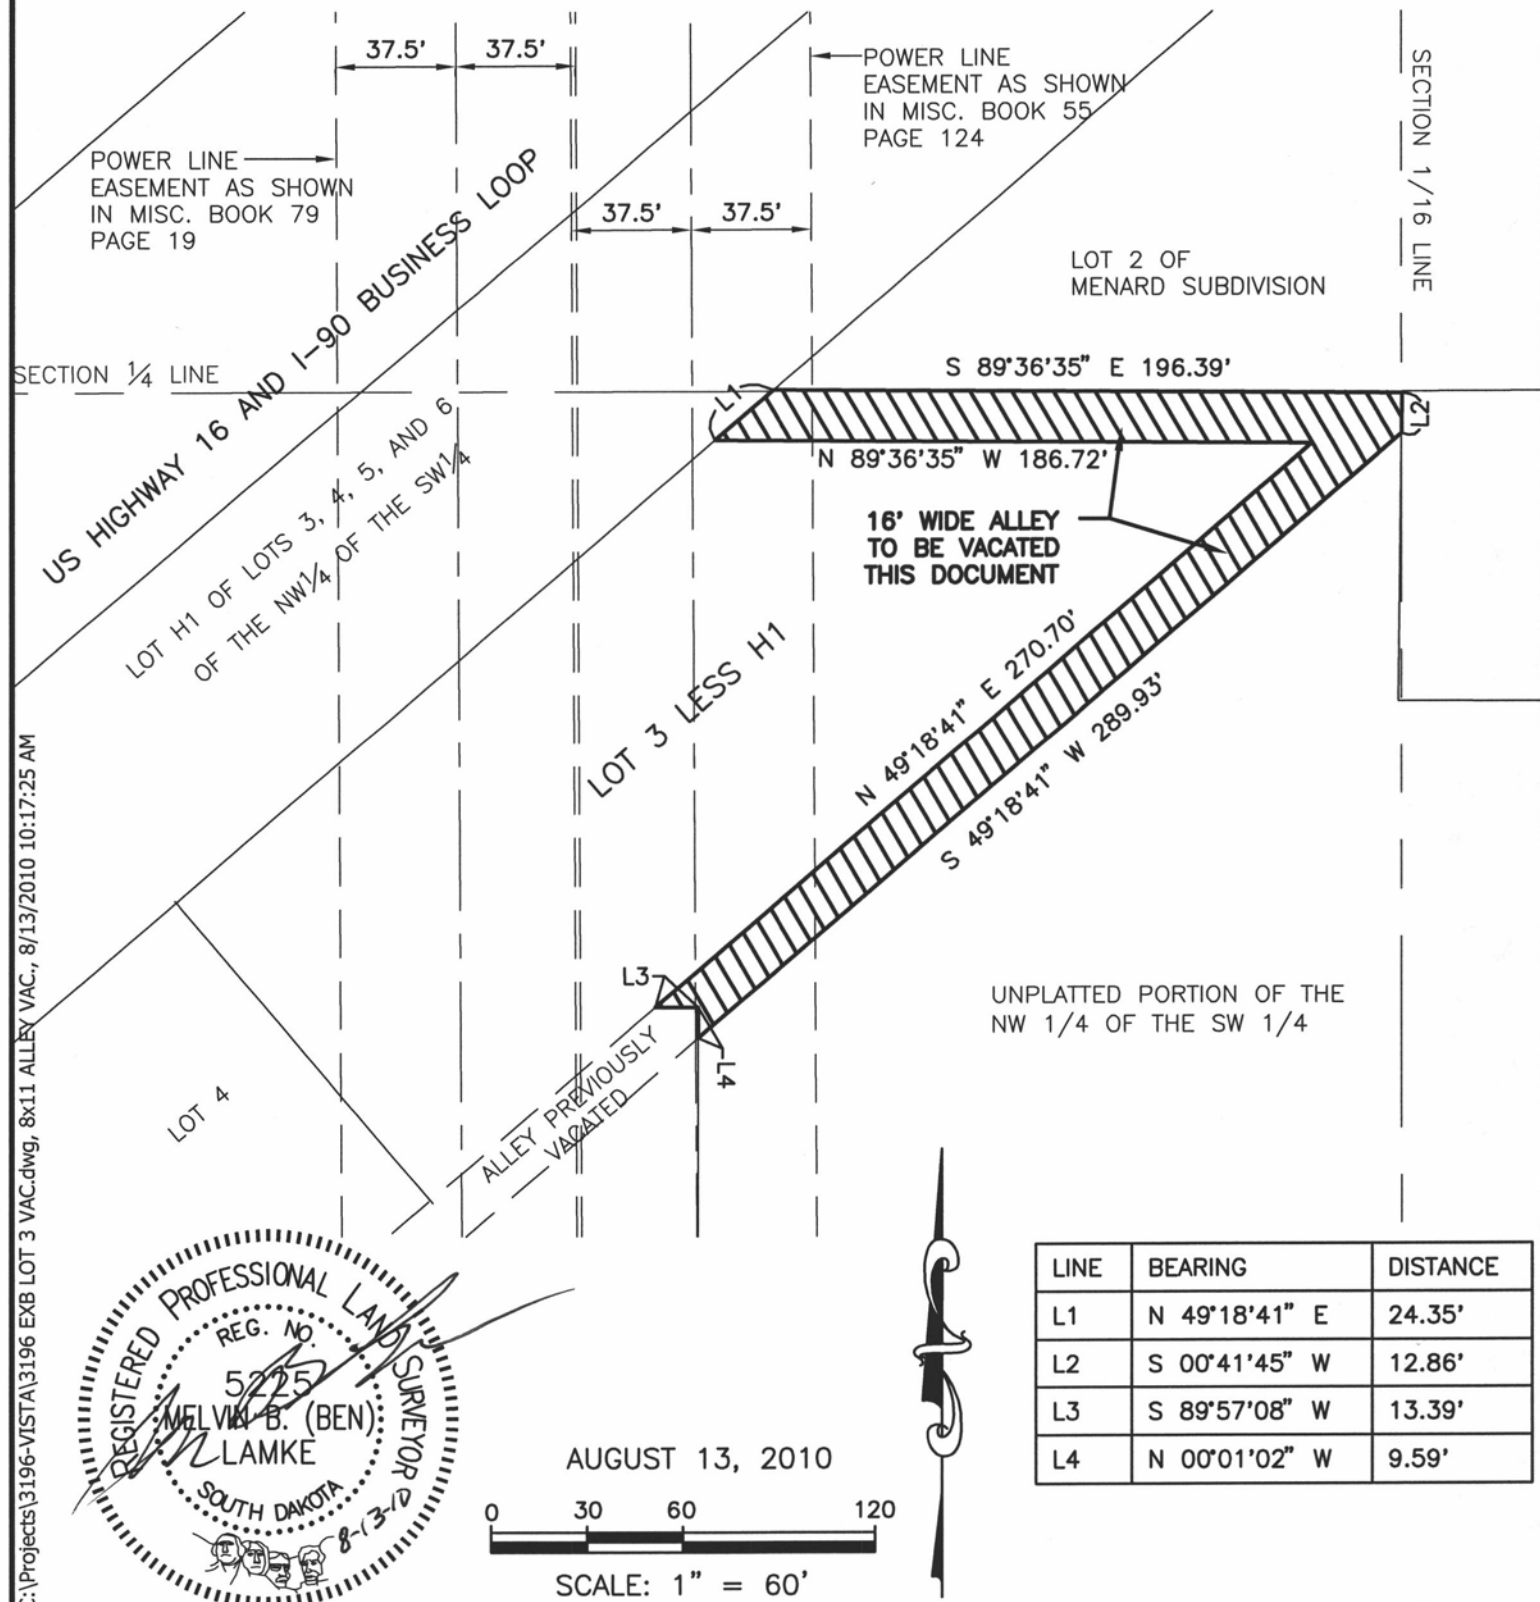 37.5' 37.5'
POWER LINE
EASEMENT AS SHOWN
IN MISC. BOOK 55
PAGE 124
SECTION 1/16 LINE
POWER LINE
EASEMENT AS SHOWN
IN MISC. BOOK 79
PAGE 19
37.5' 37.5'
US HIGHWAY 16 AND I-90 BUSINESS LOOP
LOT 2 OF
MENARD SUBDIVISION
SECTION 1/4 LINE
S 89°36'35" E 196.39'
L1
L2
N 89°36'35" W 186.72'
LOT H1 OF LOTS 3, 4, 5, AND 6
OF THE NW1/4 OF THE SW1/4
16' WIDE ALLEY
TO BE VACATED
THIS DOCUMENT
LOT 3 LESS H1
N 49°18'41" E 270.70'
S 49°18'41" W 289.93'
L3
L4
UNPLATTED PORTION OF THE
NW 1/4 OF THE SW 1/4
ALLEY PREVIOUSLY
VACATED
LOT 4
:\Projects\3196-VISTA\3196 EXB LOT 3 VAC.dwg, 8x11 ALLEY VAC., 8/13/2010 10:17:25 AM
REGISTERED PROFESSIONAL LAND SURVEYOR
REG. NO.
5225
MELVIN B. (BEN)
LAMKE
SOUTH DAKOTA
8-13-10
AUGUST 13, 2010
0 30 60 120
SCALE: 1" = 60'
LINE BEARING DISTANCE
L1 N 49°18'41" E 24.35'
L2 S 00°41'45" W 12.86'
L3 S 89°57'08" W 13.39'
L4 N 00°01'02" W 9.59'